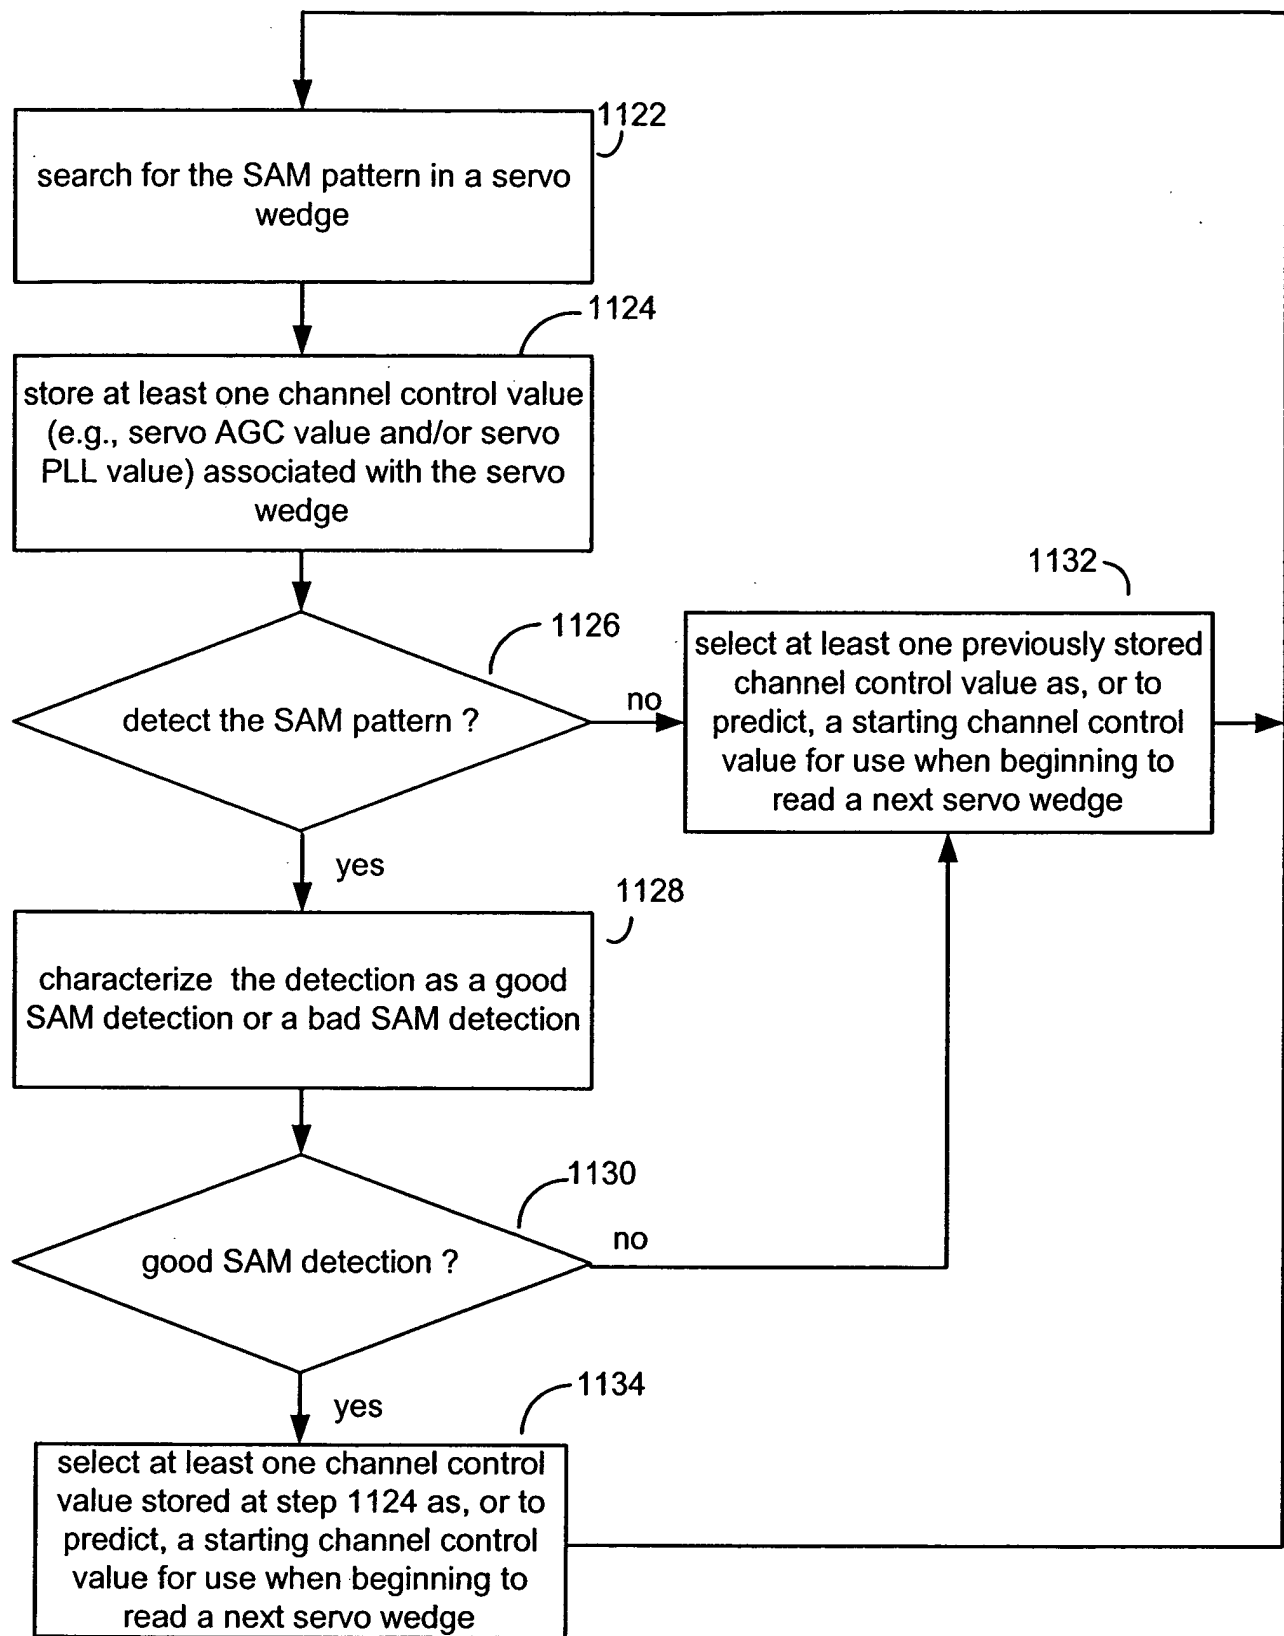 1122
search for the SAM pattern in a servo
wedge
1124
store at least one channel control value
(e.g., servo AGC value and/or servo
PLL value) associated with the servo
wedge
1126
detect the SAM pattern ?
no
yes
1132
select at least one previously stored
channel control value as, or to
predict, a starting channel control
value for use when beginning to
read a next servo wedge
1128
characterize the detection as a good
SAM detection or a bad SAM detection
1130
good SAM detection ?
no
yes
1134
select at least one channel control
value stored at step 1124 as, or to
predict, a starting channel control
value for use when beginning to
read a next servo wedge